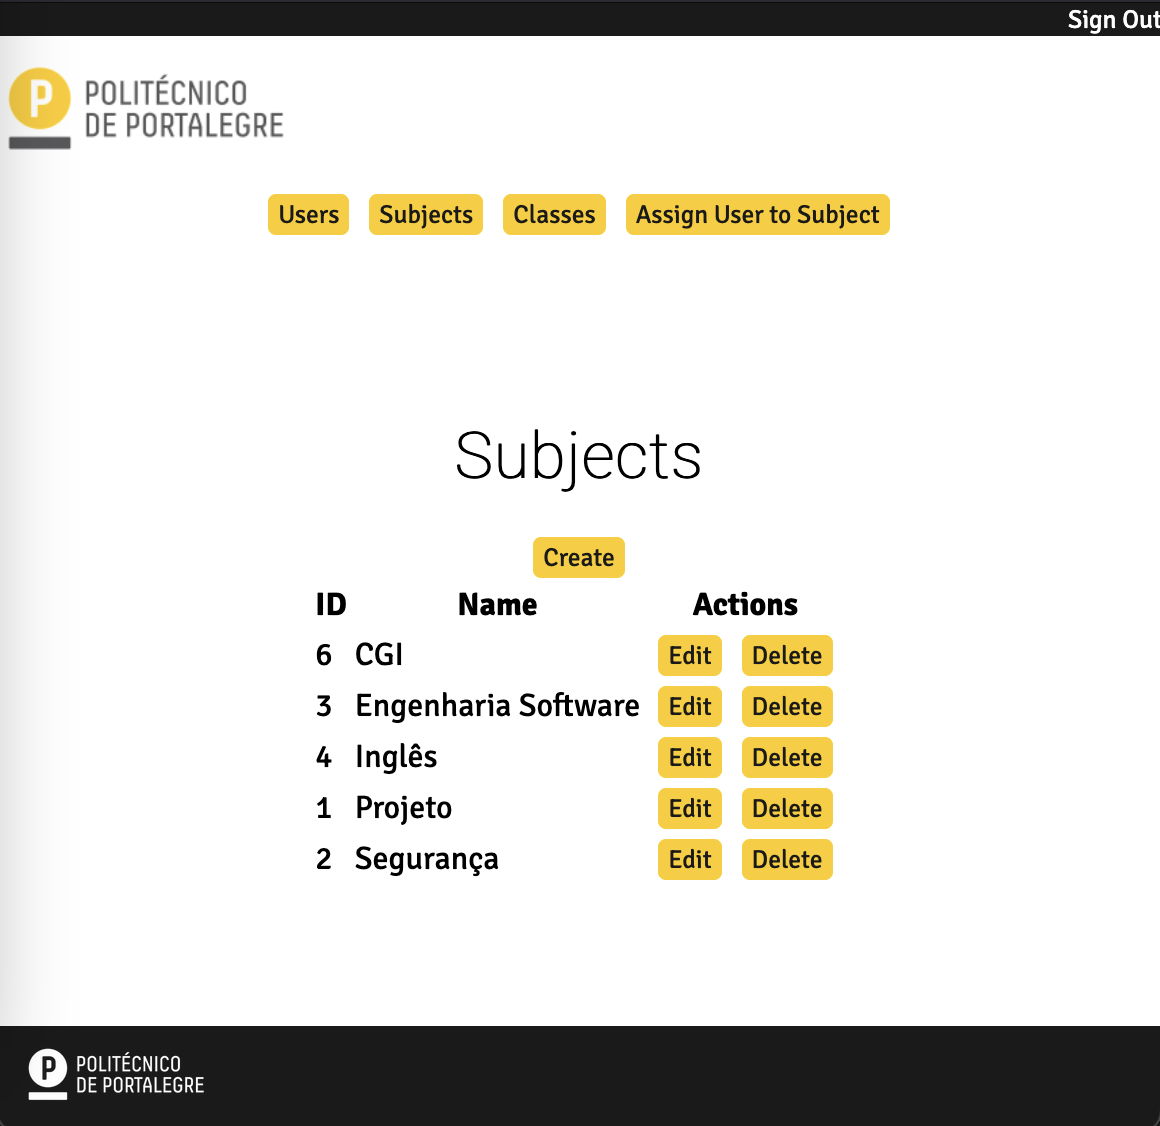 Sign Out
P POLITÉCNICO
DE PORTALEGRE
Users Subjects Classes Assign User to Subject
Subjects
Create
ID Name Actions
6 CGI Edit Delete
3 Engenharia Software Edit Delete
4 Inglês Edit Delete
1 Projeto Edit Delete
2 Segurança Edit Delete
P POLITÉCNICO
DE PORTALEGRE